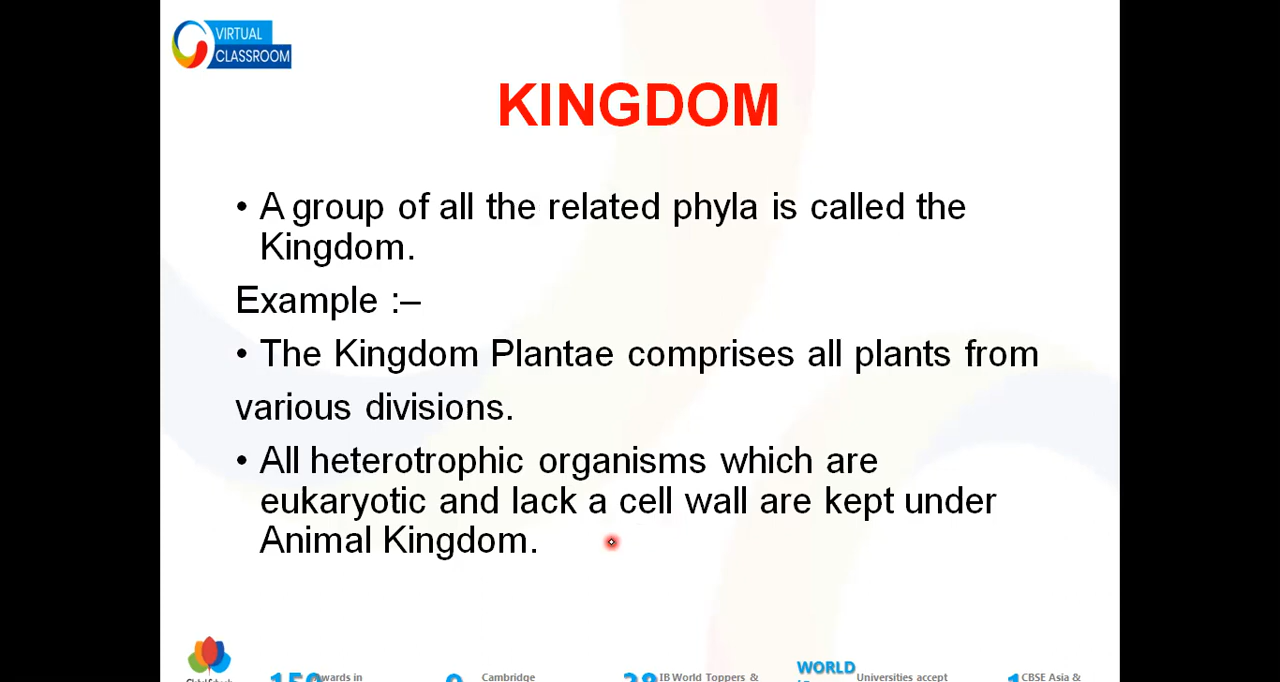 VIRTUAL
CLASSROOM
KINGDOM
• A group of all the related phyla is called the
Kingdom.
Example :–
• The Kingdom Plantae comprises all plants from
various divisions.
• All heterotrophic organisms which are
eukaryotic and lack a cell wall are kept under
Animal Kingdom.
wards in
Cambridge
IB World Toppers &
WORLD
Universities accept
CBSE Asia &